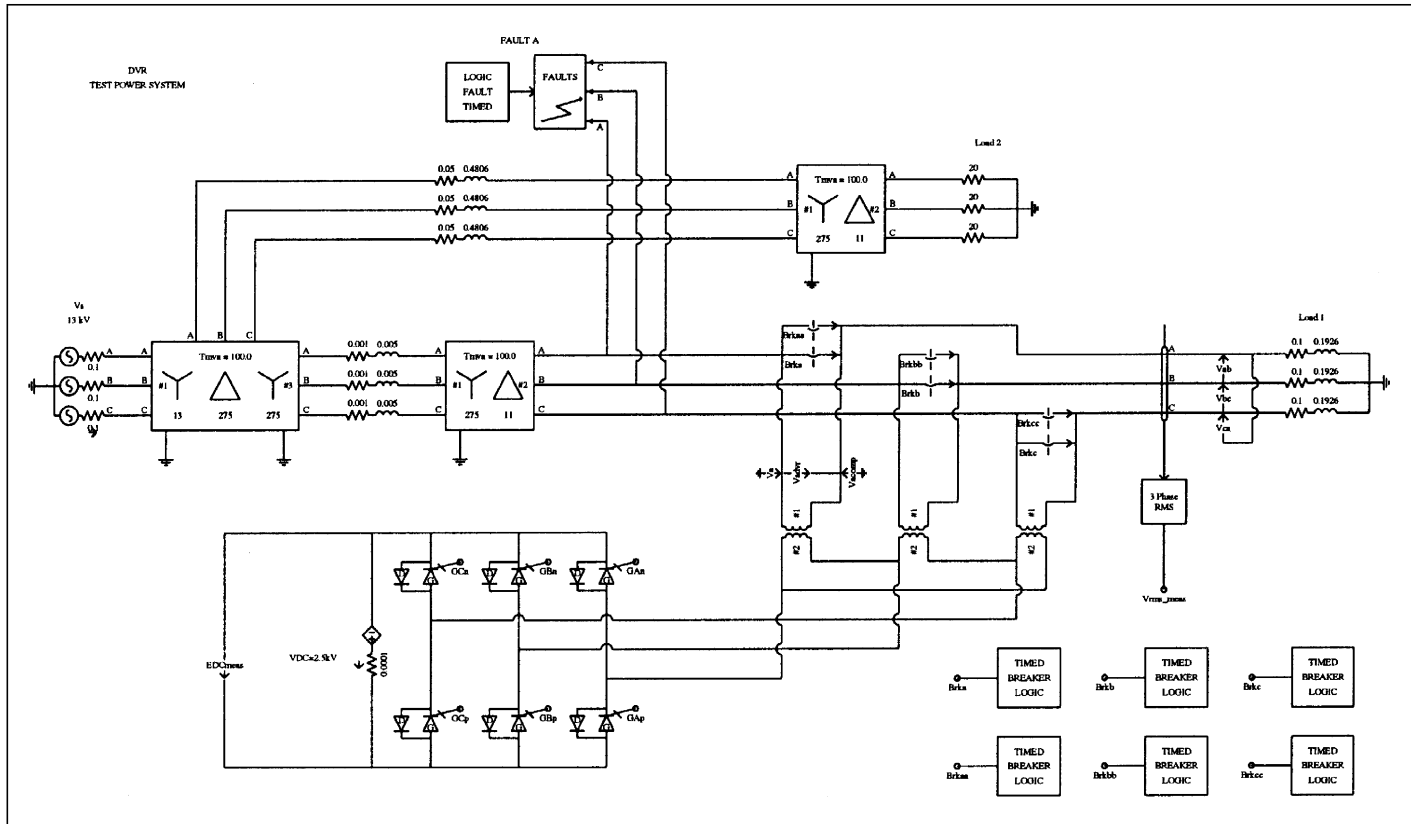 FAULT A
DVR
TEST POWER SYSTEM
LOGIC
FAULT
TIMED
FAULTS
C
B
A
Load 2
0.05 0.4806
0.05 0.4806
0.05 0.4806
A
B
C
Tmva = 100.0
#1
#2
275
11
A
B
C
20
20
20
Vs
13 kV
0.1
0.1
0.1
A
B
C
A B C
Tmva = 100.0
#1
#3
13
275
275
A
B
C
0.001 0.005
0.001 0.005
0.001 0.005
A
B
C
Tmva = 100.0
#1
#2
275
11
A
B
C
Brkaa
Brka
Brkbb
Brkb
Brkcc
Brkc
A
B
C
Vab
Vbc
Vca
Load 1
0.1 0.1926
0.1 0.1926
0.1 0.1926
Va
Vadvr
Vacomp
#1
#2
#1
#2
#1
#2
3 Phase
RMS
Vrms_meas
EDCmeas
VDC=2.5kV
0.0001
D
G
GCn
D
G
GBn
D
G
GAn
D
G
GCp
D
G
GBp
D
G
GAp
Brka
TIMED
BREAKER
LOGIC
Brkb
TIMED
BREAKER
LOGIC
Brkc
TIMED
BREAKER
LOGIC
Brkaa
TIMED
BREAKER
LOGIC
Brkbb
TIMED
BREAKER
LOGIC
Brkcc
TIMED
BREAKER
LOGIC